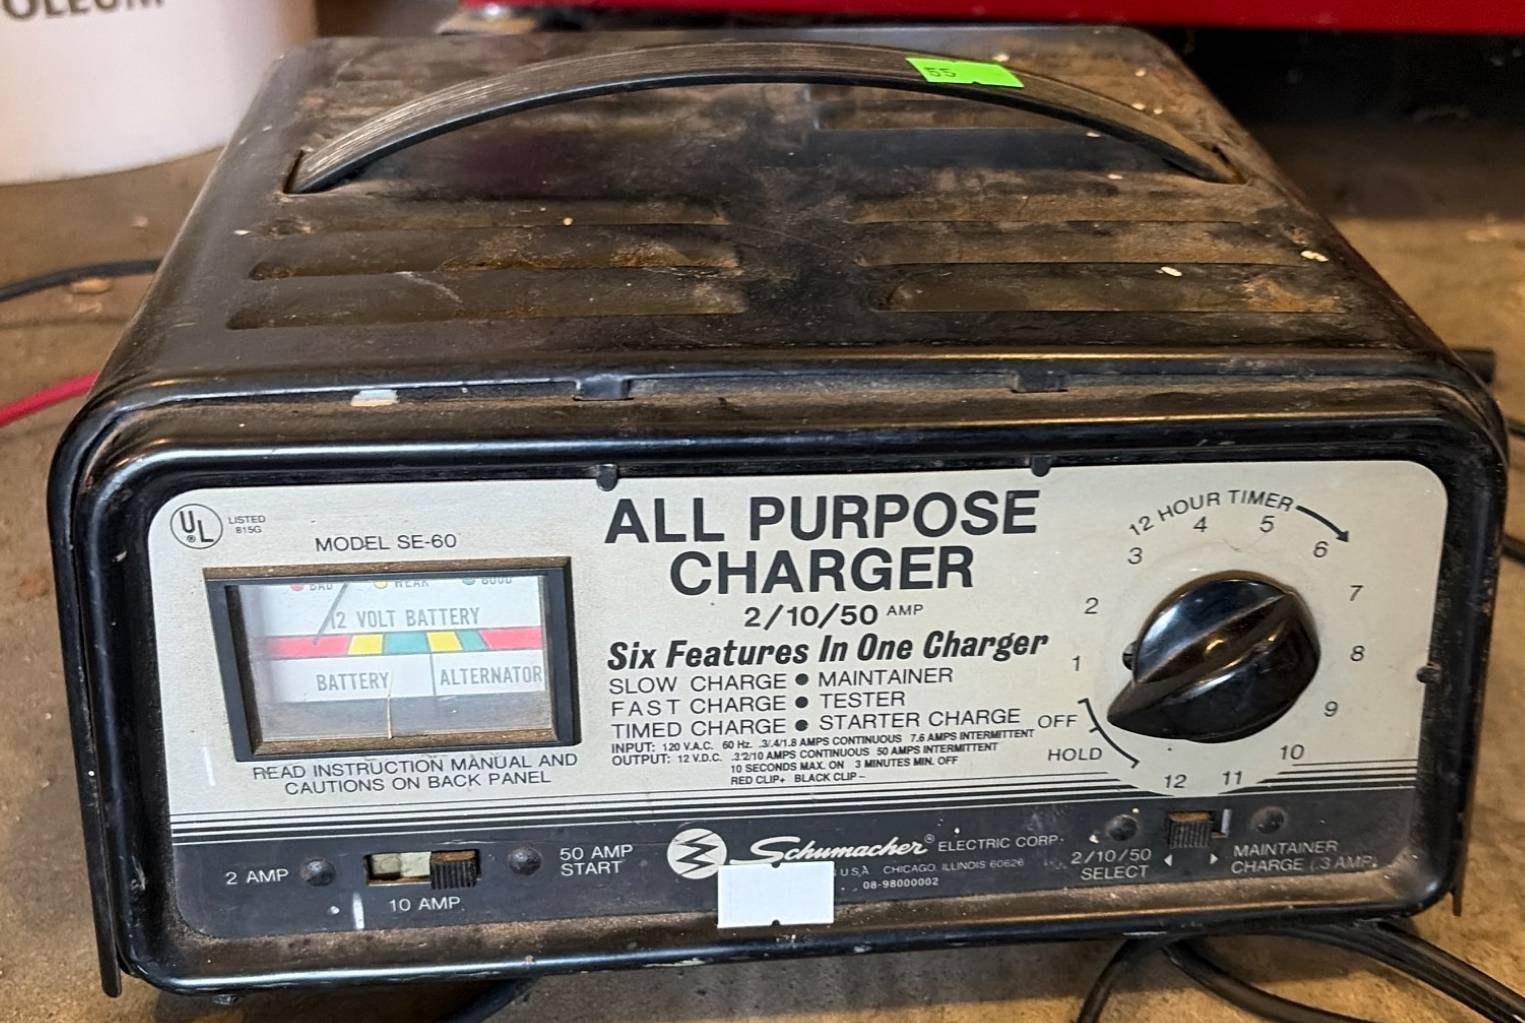 OLEUM
55
UL
®
LISTED
815G
MODEL SE-60
BAD WEAK GOOD
12 VOLT BATTERY
BATTERY ALTERNATOR
READ INSTRUCTION MANUAL AND
CAUTIONS ON BACK PANEL
ALL PURPOSE
CHARGER
2/10/50 AMP
Six Features In One Charger
SLOW CHARGE • MAINTAINER
FAST CHARGE • TESTER
TIMED CHARGE • STARTER CHARGE
INPUT: 120 V.A.C. 60 Hz. .3/.4/1.8 AMPS CONTINUOUS 7.6 AMPS INTERMITTENT
OUTPUT: 12 V.D.C. .3/2/10 AMPS CONTINUOUS 50 AMPS INTERMITTENT
10 SECONDS MAX. ON 3 MINUTES MIN. OFF
RED CLIP+ BLACK CLIP-
12 HOUR TIMER
OFF
1
2
3
4
5
6
7
8
9
10
11
12
HOLD
2 AMP
10 AMP
50 AMP
START
Schumacher® ELECTRIC CORP.
U.S.A. CHICAGO, ILLINOIS 60626
08-98000002
2/10/50
SELECT
MAINTAINER
CHARGE (.3 AMP)